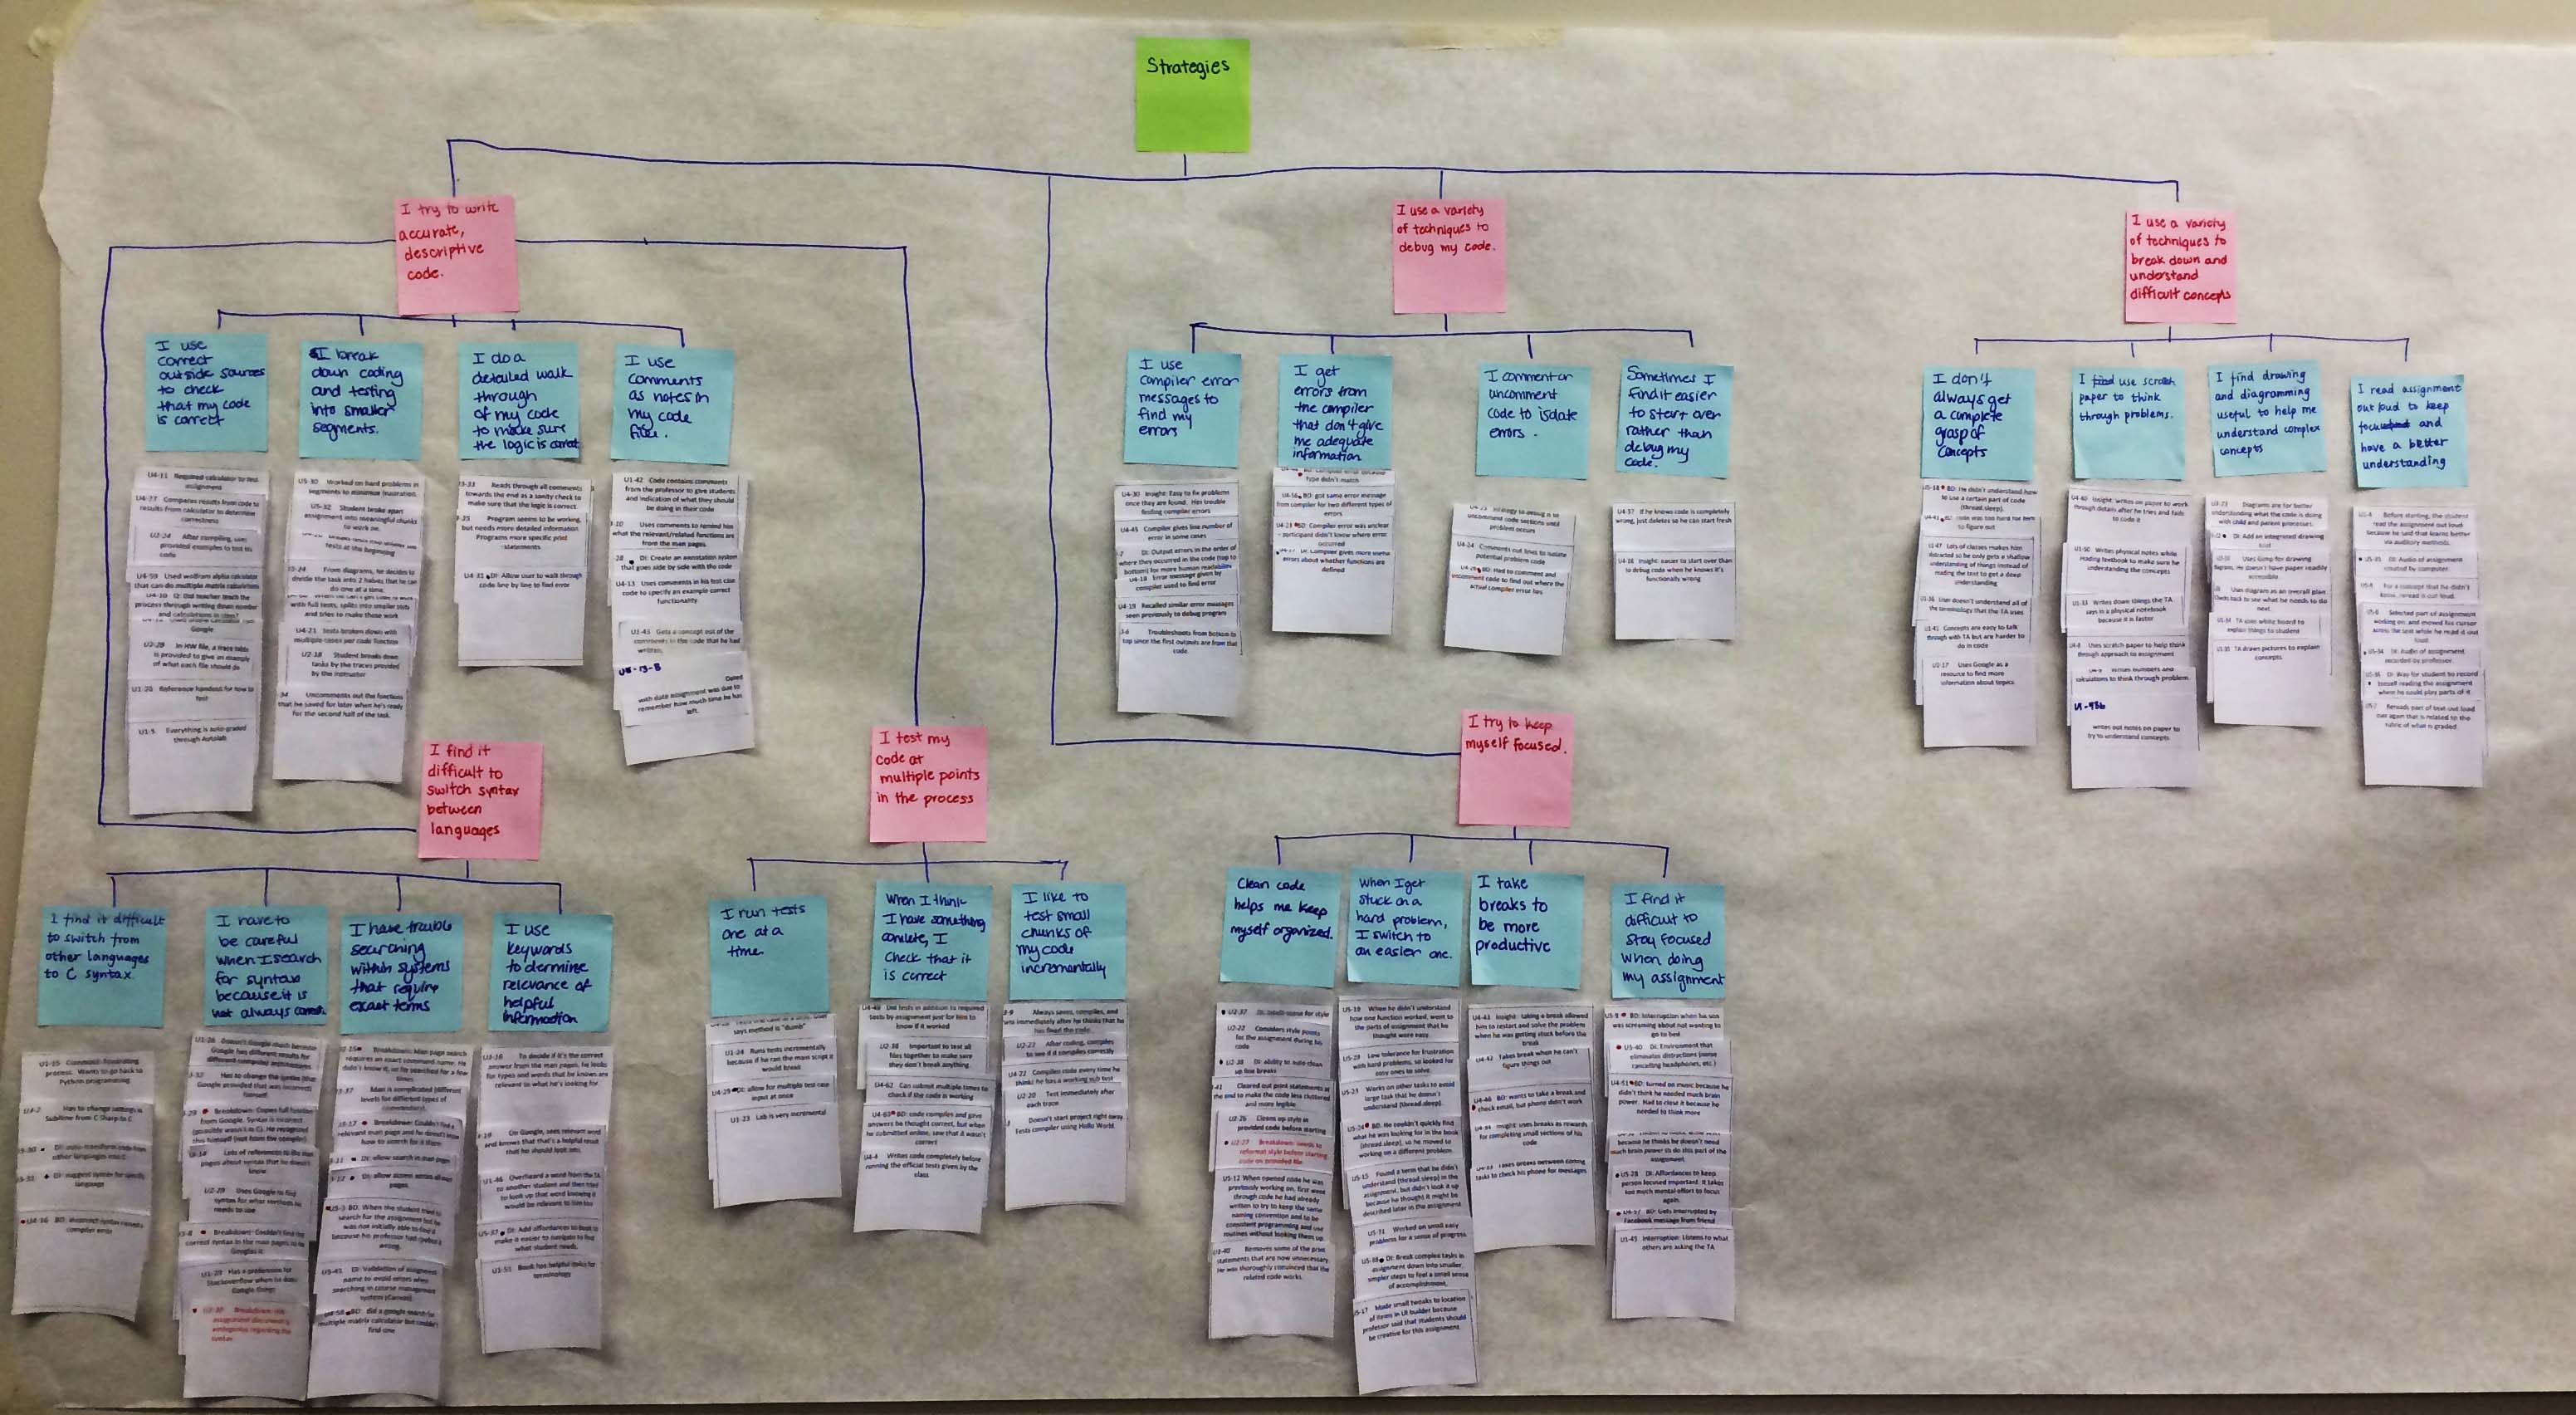 Strategies
I try to write
accurate,
descriptive
code.
I use a variety
of techniques to
debug my code.
I use a variety
of techniques to
break down and
understand
difficult concepts
I use
correct
outside sources
to check
that my code
is correct
I break
down coding
and testing
into smaller
segments.
I do a
detailed walk
through
of my code
to make sure
the logic is correct
I use
comments
as notes in
my code
files.
I use
compiler error
messages to
find my
errors
I get
errors from
the compiler
that don't give
me adequate
information
I comment or
uncomment
code to isolate
errors.
Sometimes I
find it easier
to start over
rather than
debug my
code.
I don't
always get
a complete
grasp of
concepts
I find use scratch
paper to think
through problems.
I find drawing
and diagramming
useful to help me
understand complex
concepts
I read assignment
out loud to keep
focused and
have a better
understanding
U4-11 Required calculator to test
assignment
U4-27 Compares results from code to
results from calculator to determine
correctness
U2-24 After compiling, uses
provided examples to test his
code
U4-59 Used wolfram alpha calculator
that can do multiple matrix calculations
Google
U2-28 In HW file, a trace table
is provided to give an example
of what each file should do
U1-20 Reference handout for how to
test
U1-5 Everything is auto-graded
through Autolab
U5-30 Worked on hard problems in
segments to minimize frustration.
U5-32 Student broke apart
assignment into meaningful chunks
to work on.
tests at the beginning
From diagrams, he decides to
divide the task into 2 halves that he can
do one at a time.
with full tests, splits into smaller tests
and tries to make those work
U4-21 tests broken down with
multiple cases per code function
U2-18 Student breaks down
tasks by the traces provided
by the instructor
Uncomments out the functions
that he saved for later when he's ready
for the second half of the task.
Reads through all comments
towards the end as a sanity check to
make sure that the logic is correct
Program seems to be working,
but needs more detailed information
Programs more specific print
statements
DI: Allow user to walk through
code line by line to find error
U1-42 Code contains comments
from the professor to give students
and indication of what they should
be doing in their code
Uses comments to remind him
what the relevant/related functions are
from the man pages.
DI: Create an annotation system
that goes side by side with the code
U4-13 Uses comments in his test case
code to specify an example correct
functionality
U1-43 Gets a concept out of the
comments in the code that he had
written.
U5-13-B
Dated
with date assignment was due to
remember how much time he has
left.
U4-30 Insight: Easy to fix problems
once they are found. Has trouble
finding compiler errors
U4-45 Compiler gives line number of
error in some cases
DI: Output errors in the order of
where they occurred in the code (top to
bottom) for more human readability
U4-18 Error message given by
compiler used to find error
U4-19 Recalled similar error messages
seen previously to debug program
Troubleshoots from bottom to
top since the first outputs are from that
code.
type didn't match
BD: got same error message
from compiler for two different types of
errors
U4-23 BD: Compiler error was unclear
- participant didn't know where error
occurred
DI: Compiler gives more useful
errors about whether functions are
defined
uncomment code sections until
problem occurs
U4-24 Comments out lines to isolate
potential problem code
BD: Had to comment and
uncomment code to find out where the
actual compiler error lies
U4-37 If he knows code is completely
wrong, just deletes so he can start fresh
U4-16 Insight: easier to start over than
to debug code when he knows it's
functionally wrong
U5-18 BD: He didn't understand how
to use a certain part of code
(thread.sleep).
BD: code was too hard for him
to figure out
U1-47 Lots of classes makes him
distracted so he only gets a shallow
understanding of things instead of
reading the text to get a deep
understanding
U1-36 User doesn't understand all of
the terminology that the TA uses
U1-41 Concepts are easy to talk
through with TA but are harder to
do in code
U2-17 Uses Google as a
resource to find more
information about topics.
U4-40 Insight: writes on paper to work
through details after he tries and fails
to code it
U1-50 Writes physical notes while
reading textbook to make sure he
understanding the concepts
U1-33 Writes down things the TA
says in a physical notebook
because it is faster
U4-8 Uses scratch paper to help think
through approach to assignment
calculations to think through problem.
U1-48b
writes out notes on paper to
try to understand concepts
Diagrams are for better
understanding what the code is doing
with child and parent processes.
DI: Add an integrated drawing
tool
Uses Gimp for drawing
diagram. He doesn't have paper readily
accessible
Uses diagram as an overall plan
looks back to see what he needs to do
next.
U1-34 TA uses white board to
explain things to student
U1-35 TA draws pictures to explain
concepts.
U5-4 Before starting, the student
read the assignment out loud
because he said that learns better
via auditory methods.
DI: Audio of assignment
created by computer.
For a concept that he didn't
know, reread it out loud.
U5-6 Selected part of assignment
working on, and moved his cursor
across the text while he read it out
loud
DI: Audio of assignment
recorded by professor.
DI: Way for student to record
himself reading the assignment
where he could play parts of it
U5-7 Rereads part of text out loud
over again that is related to the
rubric of what is graded
I find it
difficult to
switch syntax
between
languages
I test my
code at
multiple points
in the process
I try to keep
myself focused.
I find it difficult
to switch from
other languages
to C syntax.
I have to
be careful
when I search
for syntax
because it is
not always correct.
I have trouble
searching
within systems
that require
exact terms
I use
keywords
to dermine
relevance of
helpful
information
I run tests
one at a
time.
When I think
I have something
comlete, I
check that it
is correct
I like to
test small
chunks of
my code
incrementally
Clean code
helps me keep
myself organized.
When I get
stuck on a
hard problem,
I switch to
an easier one.
I take
breaks to
be more
productive
I find it
difficult to
stay focused
when doing
my assignment
process. Wants to go back to
Python programming
Has to change settings in
Sublime from C Sharp to C
other languages into C
DI: suggest syntax for specific
language
BD: incorrect syntax causes
compiler error
U1-26 Doesn't Google much because
Google has different results for
different computer architectures
Has to change the syntax that
Google provided that was incorrect
himself.
Breakdown: Copies full function
from Google. Syntax is incorrect
Lots of references to the man
pages about syntax that he doesn't
know
U2-29 Uses Google to find
syntax for what methods he
needs to use
Breakdown: Couldn't find the
correct syntax in the man pages so he
Googles it
Has a preference for
Stackoverflow when he does
Google Group
Breakdown: Man page search
requires an exact command name. He
didn't know it, so he searched for a few
times
Man is complicated (different
levels for different types of
commands).
Breakdown: Couldn't find a
relevant man page and he doesn't know
how to search for it there
DI: allow search in man pages
DI: allow access across all man
pages.
U5-3 BD: When the student tried to
search for the assignment but he
was not initially able to find it
because his professor had spelled it
wrong.
U5-41 DI: Validation of assignment
name to avoid errors when
searching in course management
system (Canvas)
BD: did a google search for
multiple matrix calculator but couldn't
find one
To decide if it's the correct
answer from the man pages, he looks
for types and words that he knows are
relevant to what he's looking for.
On Google, sees relevant word
and knows that that's a helpful result
that he should look into.
U1-46 Overheard a word from the TA
to another student and then tried
to look up that word knowing it
would be relevant to him too
DI: Add affordances to book to
make it easier to navigate to find
what student needs.
U1-51 Book has helpful index for
terminology
says method is "dumb"
U1-24 Runs tests incrementally
because if he ran the main script it
would break
U4-25 DI: allow for multiple test case
input at once
U1-23 Lab is very incremental
U4-49 Did tests in addition to required
tests by assignment just for him to
know if it worked
U2-38 Important to test all
files together to make sure
they don't break anything
U4-62 Can submit multiple times to
check if the code is working
U4-63 BD: code compiles and gave
answers he thought correct, but when
he submitted online, saw that it wasn't
correct
U4-4 Writes code completely before
running the official tests given by the
class
Always saves, compiles, and
runs immediately after he thinks that he
has fixed the code.
U2-23 After coding, compiles
to see if it compiles correctly
U4-22 Compiles code every time he
thinks he has a working sub test
U2-20 Test immediately after
each trace
Doesn't start project right away
Tests compiler using Hello World.
U2-37 DI: Intelli-sense for style
U2-22 Considers style points
for the assignment during his
code
U2-38 DI: ability to auto-clean
up line breaks
Cleared out print statements at
the end to make the code less cluttered
and more legible
U2-26 Cleans up style in
provided code before starting
U2-27 Breakdown: needs to
reformat style before starting
code on provided file
U5-12 When opened code he was
previously working on, first went
through code he had already
written to try to keep the same
naming convention and to be
consistent programming and use
routines without looking them up.
Removes some of the print
statements that are now unnecessary.
He was thoroughly convinced that the
related code works.
U5-19 When he didn't understand
how one function worked, went to
the parts of assignment that he
thought were easy
U5-29 Low tolerance for frustration
with hard problems, so looked for
easy ones to solve.
U5-21 Works on other tasks to avoid
large task that he doesn't
understand (thread.sleep).
BD: He couldn't quickly find
what he was looking for in the book
(thread.sleep), so he moved to
working on a different problem.
U5-15 Found a term that he didn't
understand (thread.sleep) in the
assignment, but didn't look it up
because he thought it might be
described later in the assignment
U5-31 Worked on small easy
problems for a sense of progress.
DI: Break complex tasks in
assignment down into smaller,
simpler steps to feel a small sense
of accomplishment.
U5-17 Made small tweaks to location
of items in UI builder because
professor said that students should
be creative for this assignment.
U4-43 Insight: taking a break allowed
him to restart and solve the problem
when he was getting stuck before the
break
U4-42 Takes break when he can't
figure things out
U4-46 BD: wants to take a break and
check email, but phone didn't work
Insight: uses breaks as rewards
for completing small sections of his
code
Takes breaks between coding
tasks to check his phone for messages
U5-9 BD: Interruption when his son
was screaming about not wanting to
go to bed
U5-40 DI: Environment that
eliminates distractions (noise
canceling headphones, etc.)
U4-51 BD: turned on music because he
didn't think he needed much brain
power. Had to close it because he
needed to think more
because he thinks he doesn't need
much brain power to do this part of the
assignment
U5-28 DI: Affordances to keep
person focused important. It takes
too much mental effort to focus
again.
U4-57 BD: Gets interrupted by
Facebook message from friend
U1-45 Interruption: Listens to what
others are asking the TA